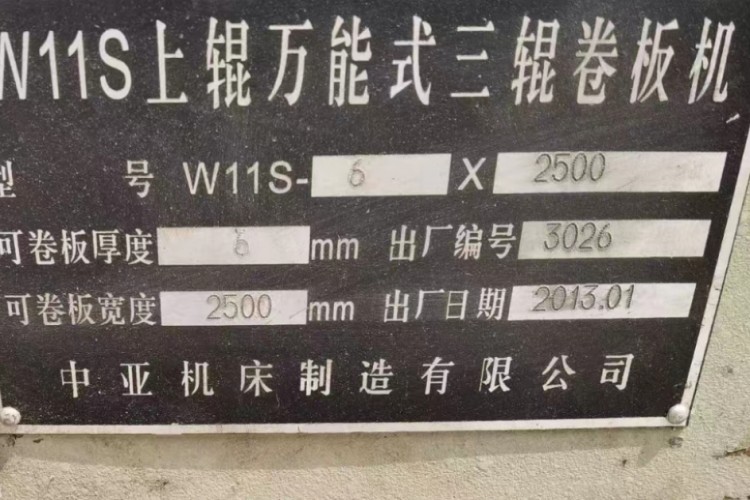 W11S上辊万能式三辊卷板机
型 号 W11S-6X2500
可卷板厚度 6 mm 出厂编号 3026
可卷板宽度 2500 mm 出厂日期 2013.01
中亚机床制造有限公司